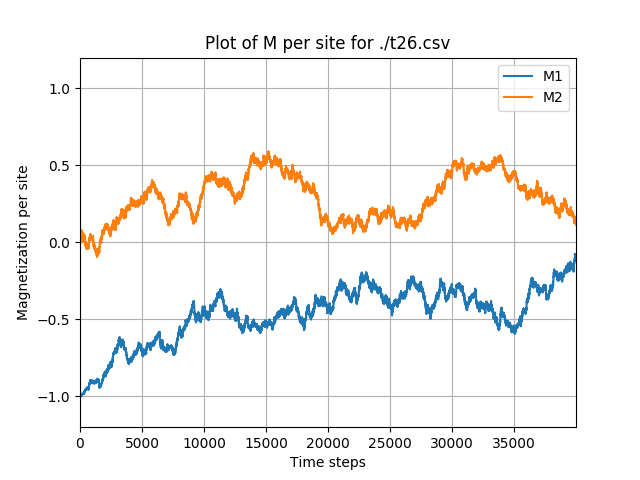 Plot of M per site for ./t26.csv
M1
M2
Magnetization per site
1.0
0.5
0.0
−0.5
−1.0
0 5000 10000 15000 20000 25000 30000 35000
Time steps